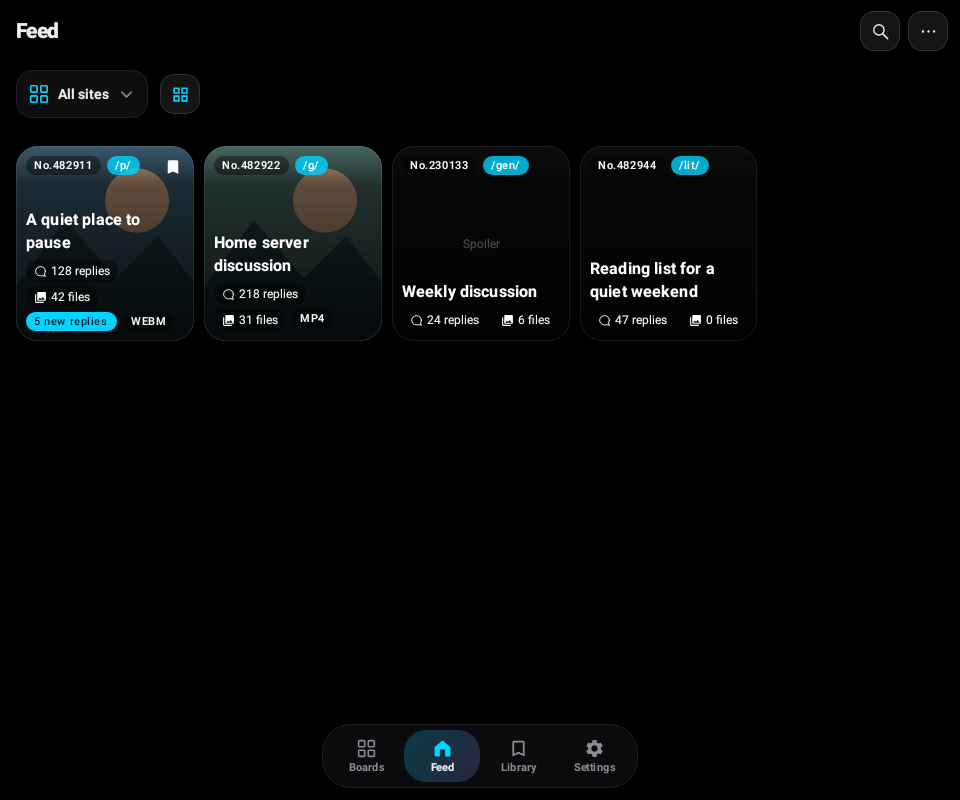 Feed
All sites
No.482911 /p/
A quiet place to
pause
128 replies
42 files
5 new replies WEBM
No.482922 /g/
Home server
discussion
218 replies
31 files MP4
No.230133 /gen/
Spoiler
Weekly discussion
24 replies 6 files
No.482944 /lit/
Reading list for a
quiet weekend
47 replies 0 files
Boards Feed Library Settings